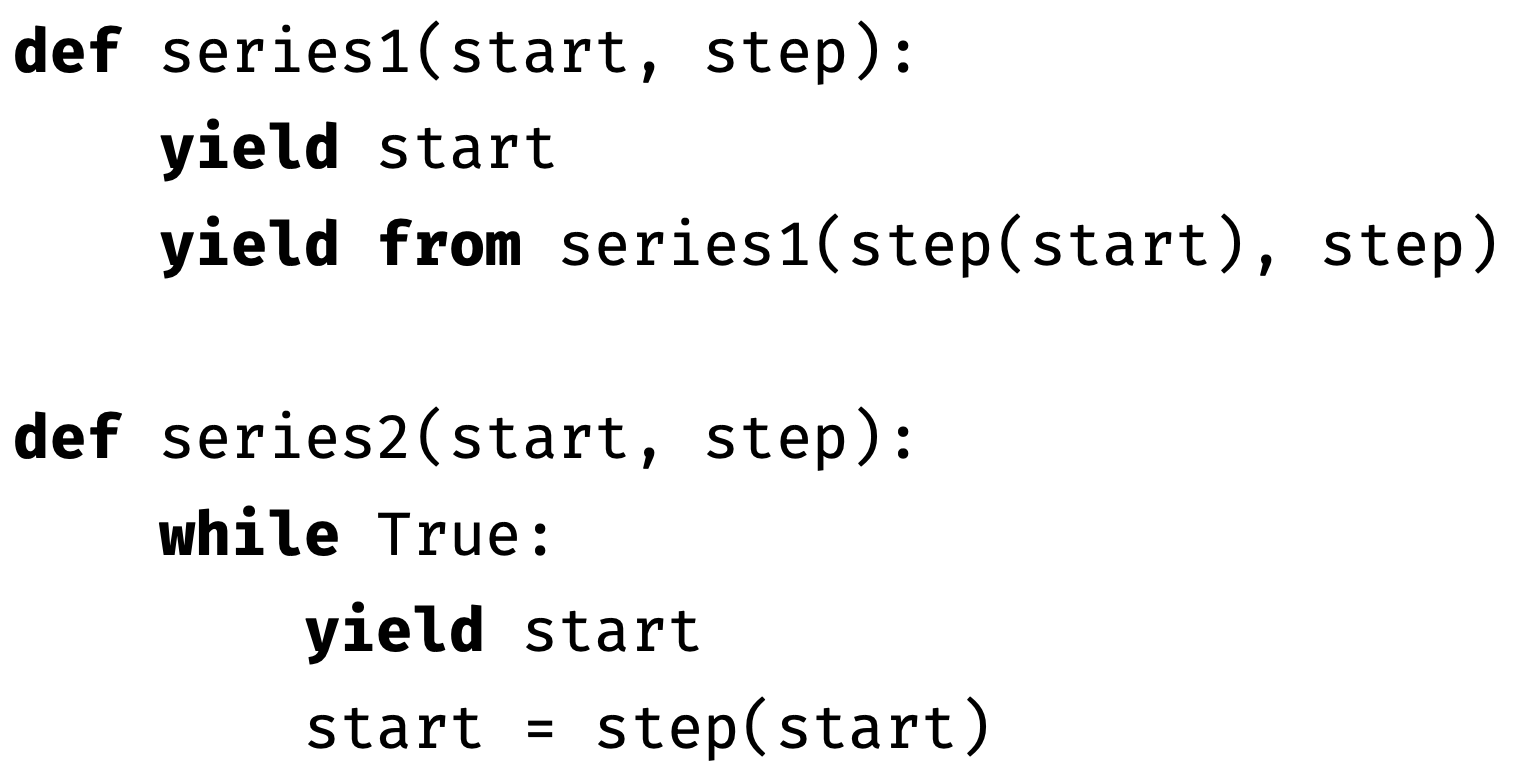 def series1(start, step):
    yield start
    yield from series1(step(start), step)

def series2(start, step):
    while True:
        yield start
        start = step(start)